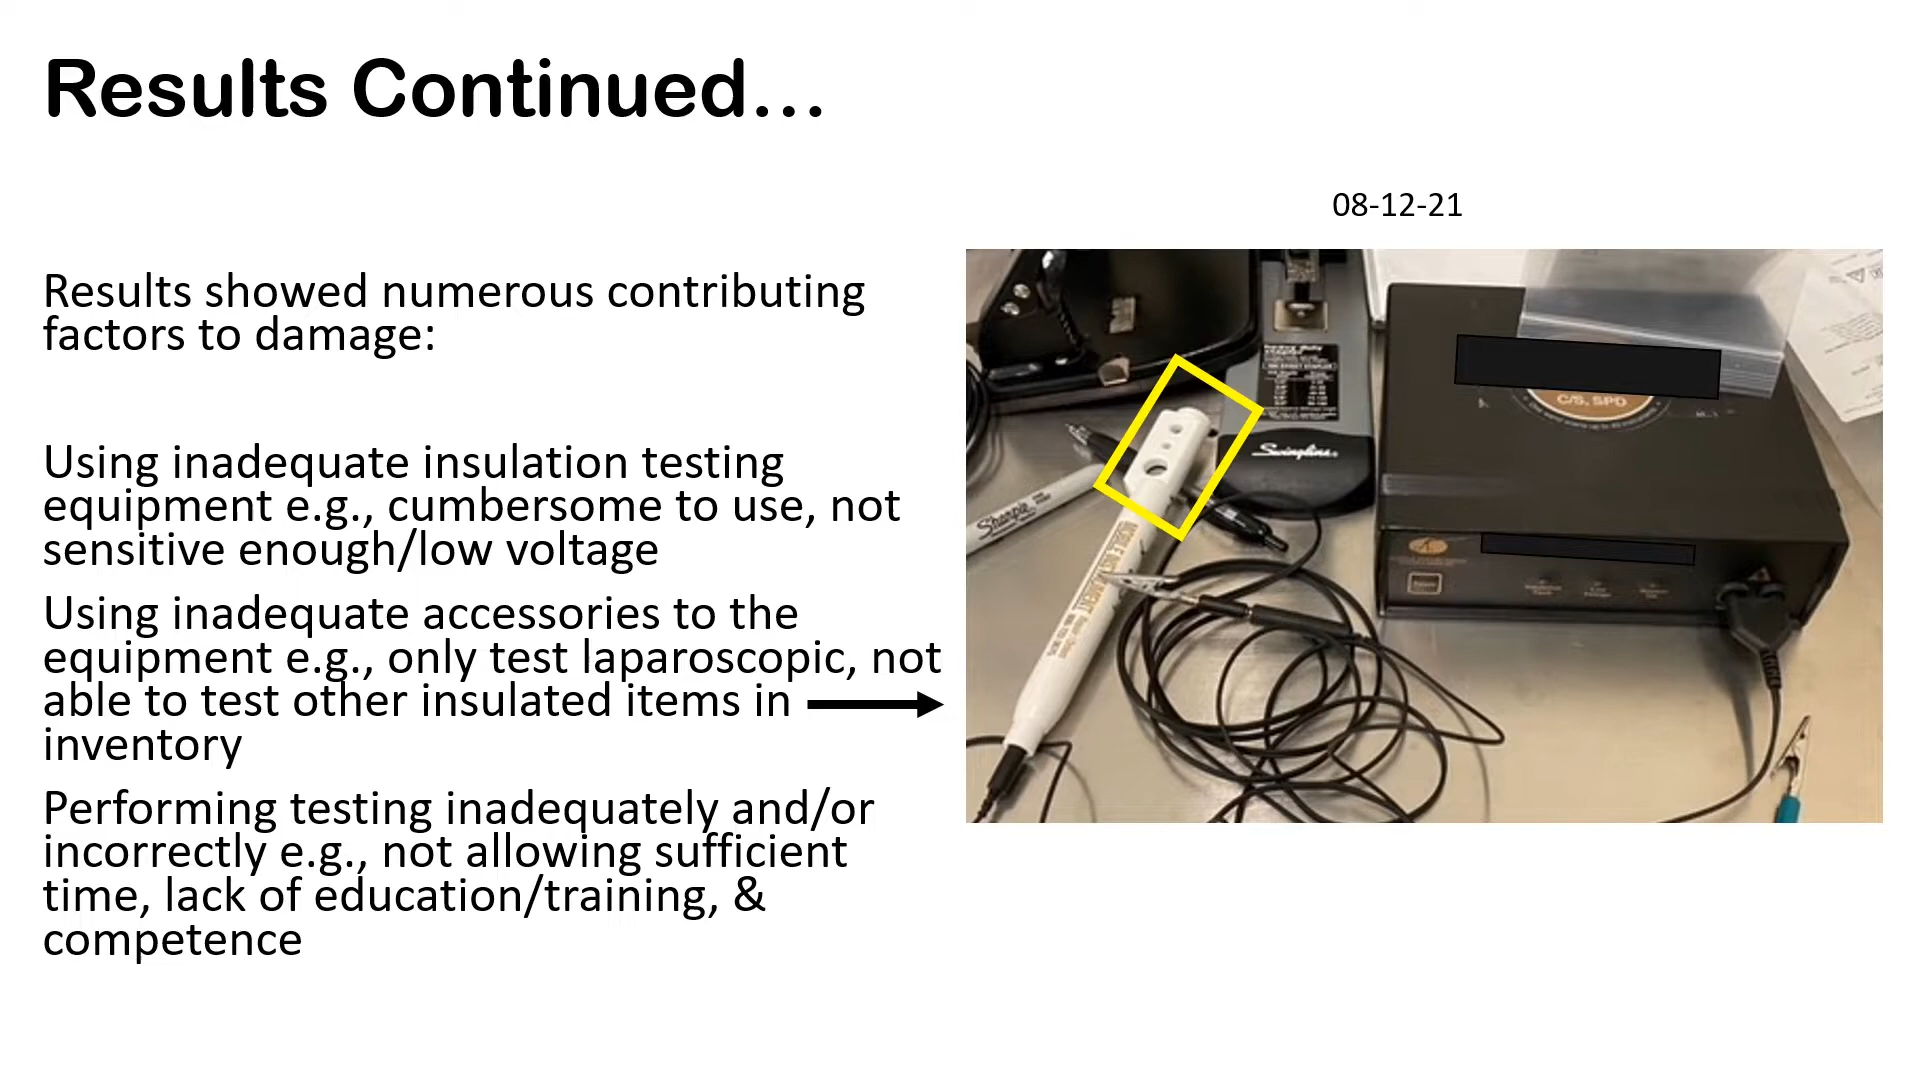 Results Continued...
08-12-21
Results showed numerous contributing
factors to damage:
Using inadequate insulation testing
equipment e.g., cumbersome to use, not
sensitive enough/low voltage
Using inadequate accessories to the
equipment e.g., only test laparoscopic, not
able to test other insulated items in
inventory
Performing testing inadequately and/or
incorrectly e.g., not allowing sufficient
time, lack of education/training, &
competence
Swingline
Sharpie
C/S, SPD